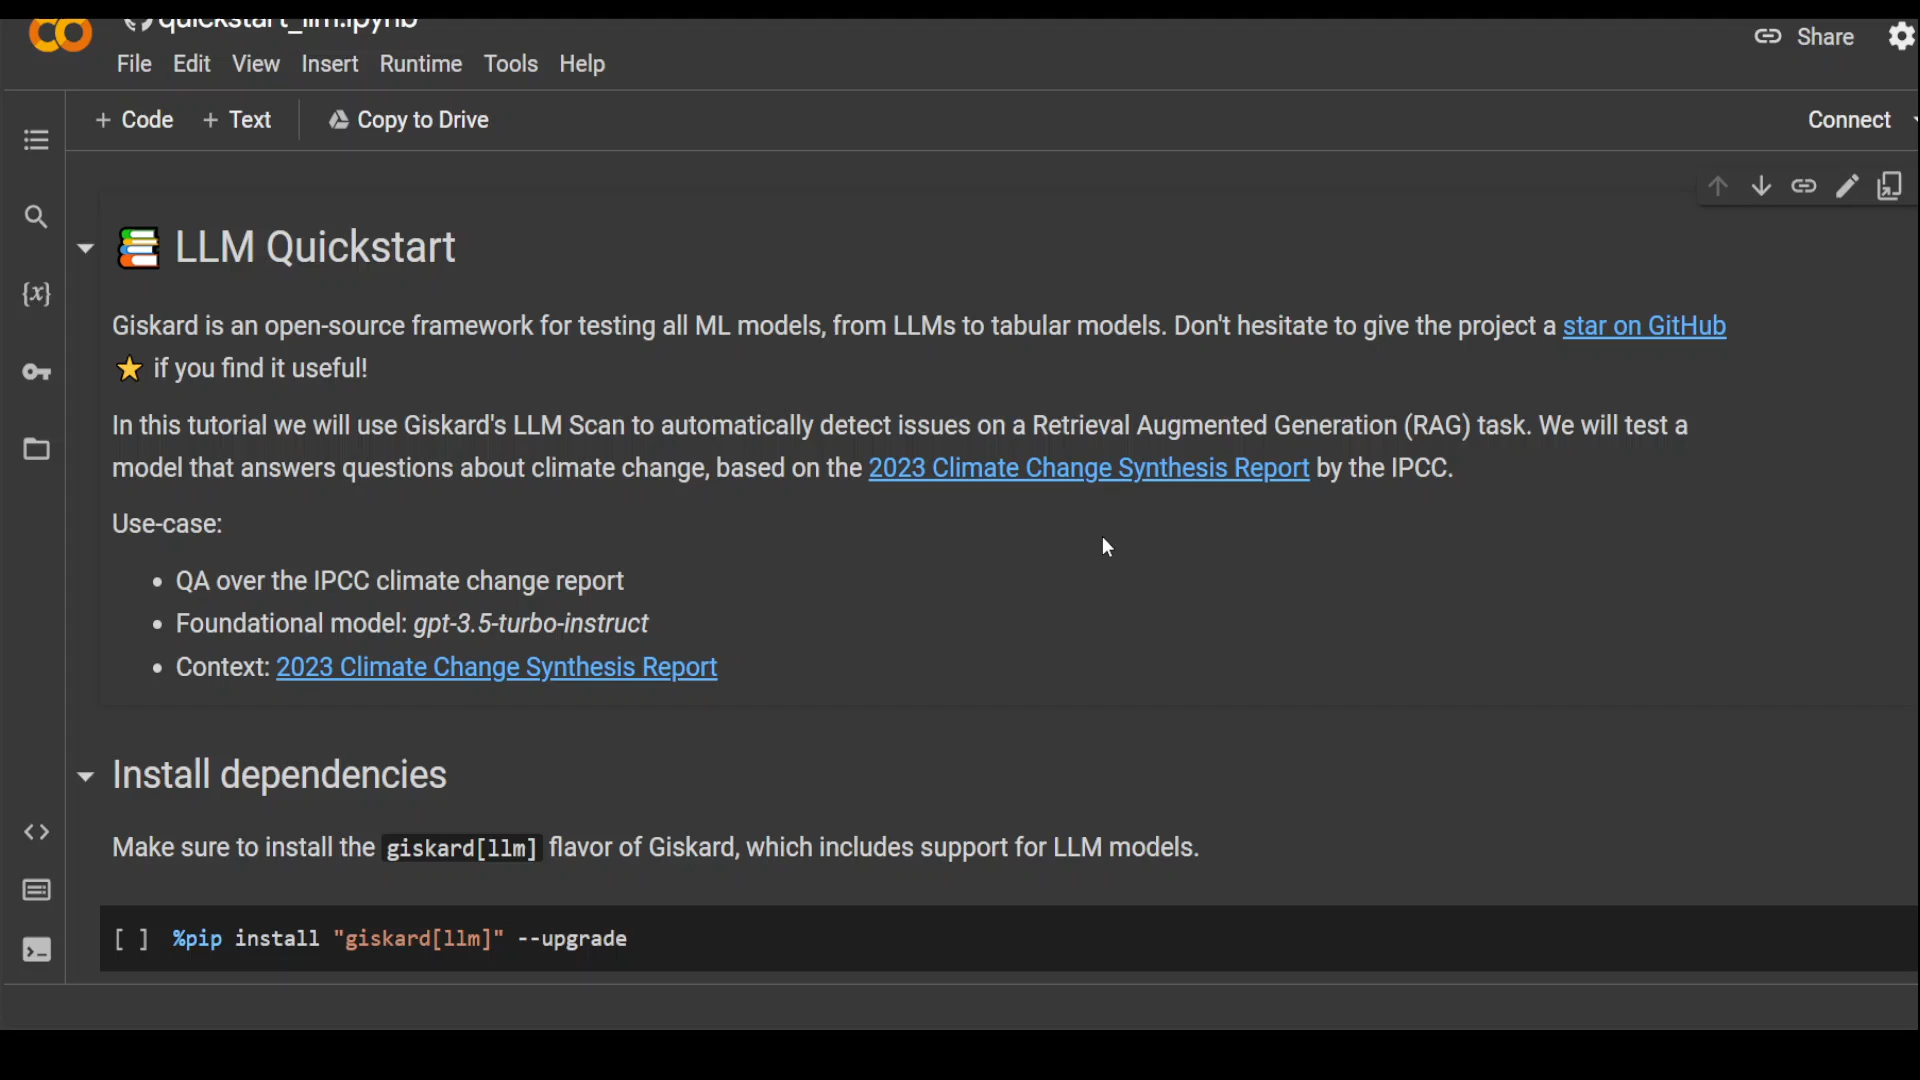 quickstart_llm.ipynb
Share
File Edit View Insert Runtime Tools Help
+ Code + Text Copy to Drive
Connect
LLM Quickstart
Giskard is an open-source framework for testing all ML models, from LLMs to tabular models. Don't hesitate to give the project a star on GitHub
if you find it useful!
In this tutorial we will use Giskard's LLM Scan to automatically detect issues on a Retrieval Augmented Generation (RAG) task. We will test a
model that answers questions about climate change, based on the 2023 Climate Change Synthesis Report by the IPCC.
Use-case:
• QA over the IPCC climate change report
• Foundational model: gpt-3.5-turbo-instruct
• Context: 2023 Climate Change Synthesis Report
Install dependencies
Make sure to install the giskard[llm] flavor of Giskard, which includes support for LLM models.
[ ] %pip install "giskard[llm]" --upgrade